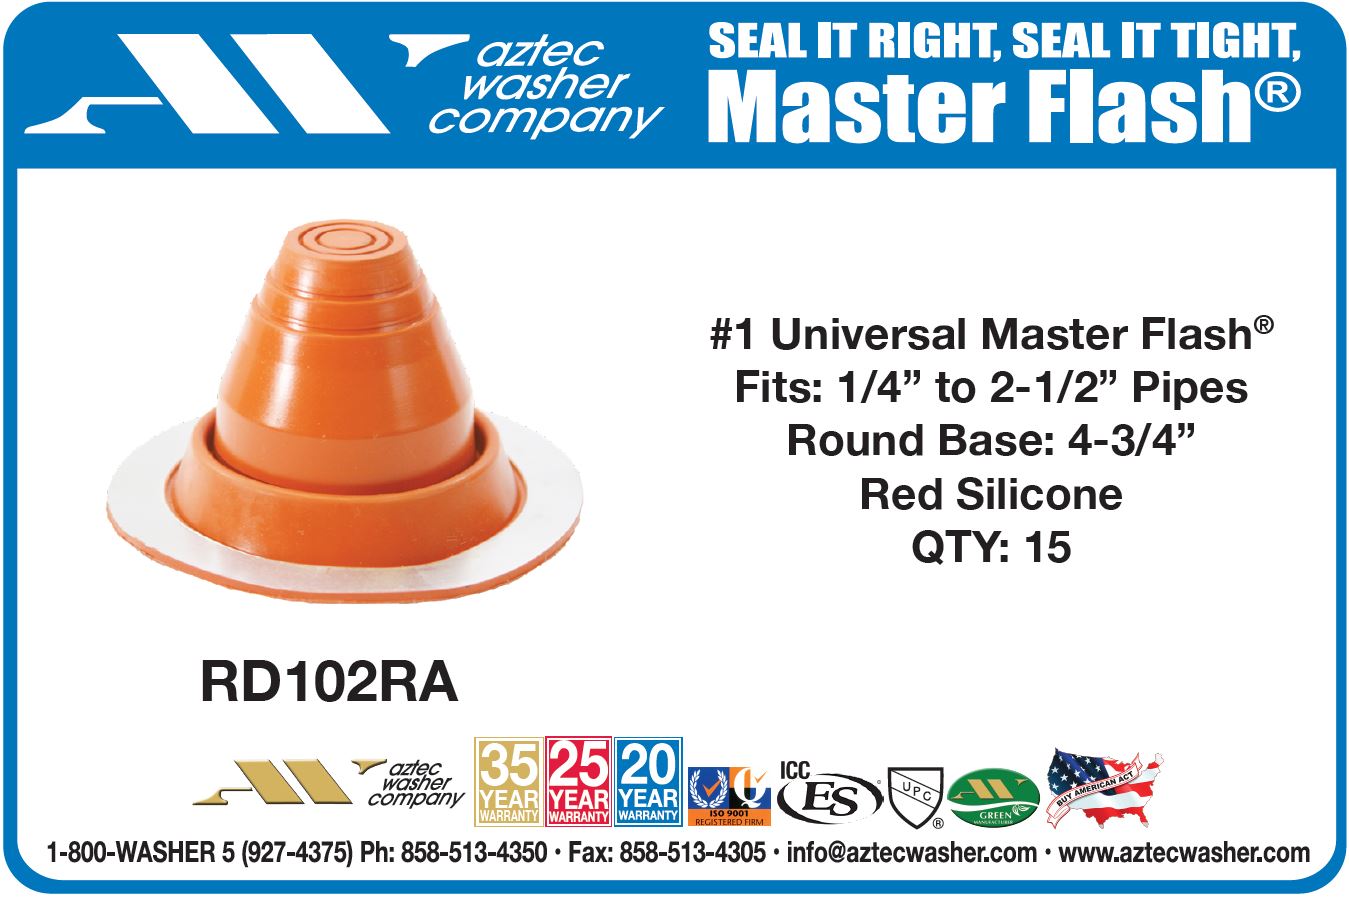 aztec
washer
company
SEAL IT RIGHT, SEAL IT TIGHT,
Master Flash®
#1 Universal Master Flash®
Fits: 1/4” to 2-1/2” Pipes
Round Base: 4-3/4”
Red Silicone
QTY: 15
RD102RA
aztec
washer
company
35
YEAR
WARRANTY
25
YEAR
WARRANTY
20
YEAR
WARRANTY
Q
ISO 9001
REGISTERED FIRM
ICC
ES
UPC
®
GREEN
MANUFACTURER
BUY AMERICAN ACT
1-800-WASHER 5 (927-4375) Ph: 858-513-4350 · Fax: 858-513-4305 · info@aztecwasher.com · www.aztecwasher.com